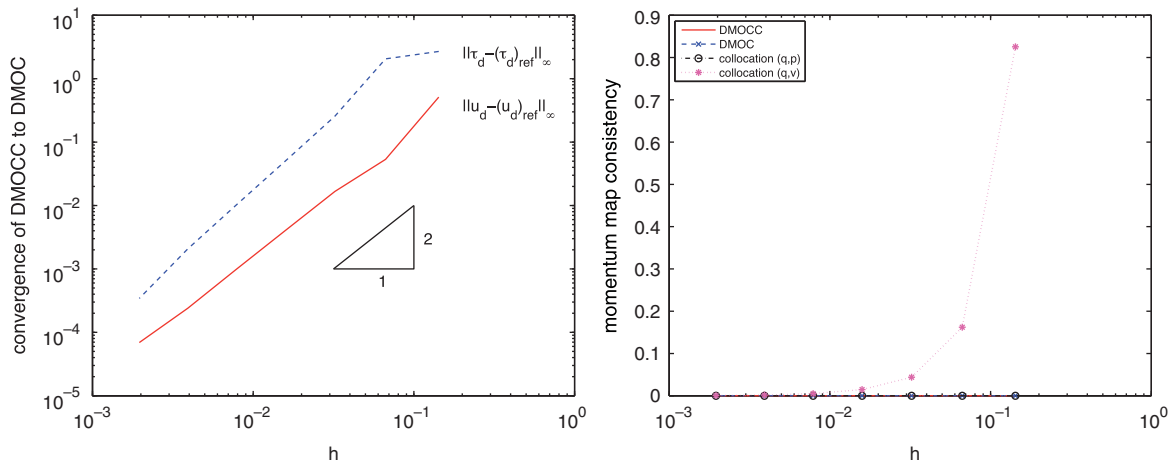 convergence of DMOCC to DMOC
10^1
10^0
10^−1
10^−2
10^−3
10^−4
10^−5
||τ_d−(τ_d)_ref||_∞
||u_d−(u_d)_ref||_∞
2
1
10^−3
10^−2
10^−1
10^0
h
momentum map consistency
0.9
0.8
0.7
0.6
0.5
0.4
0.3
0.2
0.1
0
DMOCC
DMOC
collocation (q,p)
collocation (q,v)
10^−3
10^−2
10^−1
10^0
h